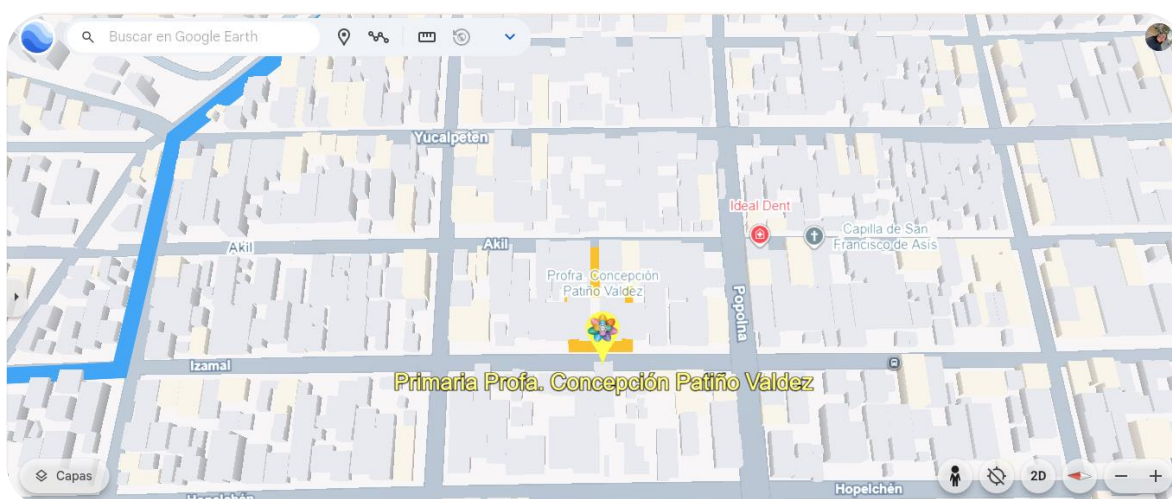 Buscar en Google Earth
Yucalpetén
Ideal Dent
Capilla de San
Francisco de Asis
Akil
Akil
Profra. Concepción
Patiño Valdez
Popolna
Izamal
Primaria Profa. Concepción Patiño Valdez
Capas
Hopelchén
Hopelchén
2D